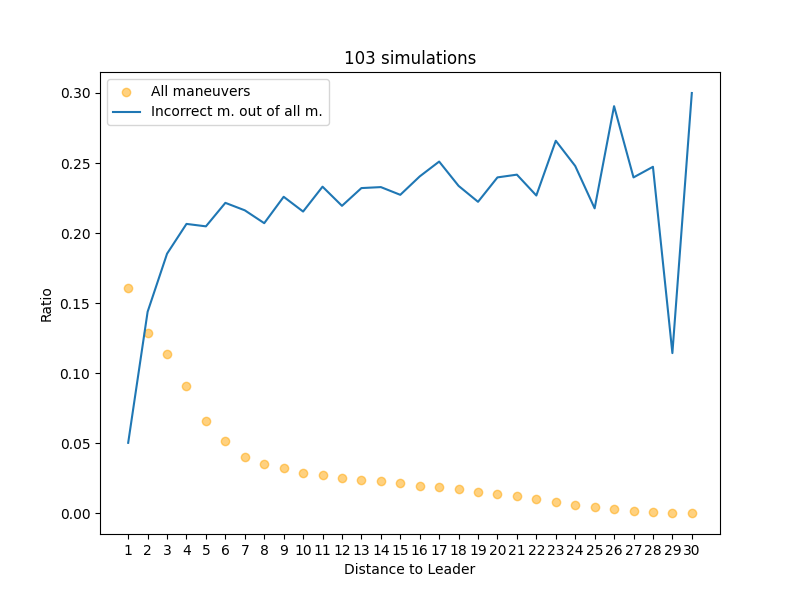 103 simulations
All maneuvers
Incorrect m. out of all m.
0.30
0.25
0.20
0.15
0.10
0.05
0.00
Ratio
1 2 3 4 5 6 7 8 9 10 11 12 13 14 15 16 17 18 19 20 21 22 23 24 25 26 27 28 29 30
Distance to Leader